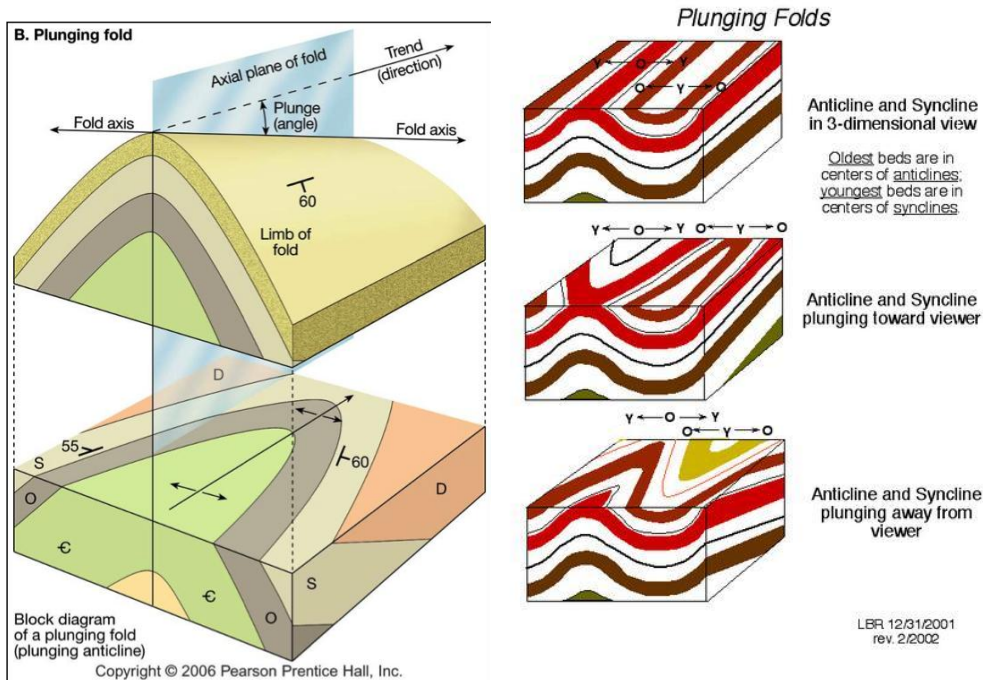 B. Plunging fold
Axial plane of fold
Trend
(direction)
Plunge
(angle)
Fold axis
Fold axis
60
Limb of
fold
D
55
S
60
O
D
Ꞓ
Ꞓ
S
O
Block diagram
of a plunging fold
(plunging anticline)
Copyright © 2006 Pearson Prentice Hall, Inc.
Plunging Folds
Y O Y
O Y O
Anticline and Syncline
in 3-dimensional view
Oldest beds are in
centers of anticlines;
youngest beds are in
centers of synclines.
Y O Y O Y O
Anticline and Syncline
plunging toward viewer
Y O Y
O Y O
Anticline and Syncline
plunging away from
viewer
LBR 12/31/2001
rev. 2/2002